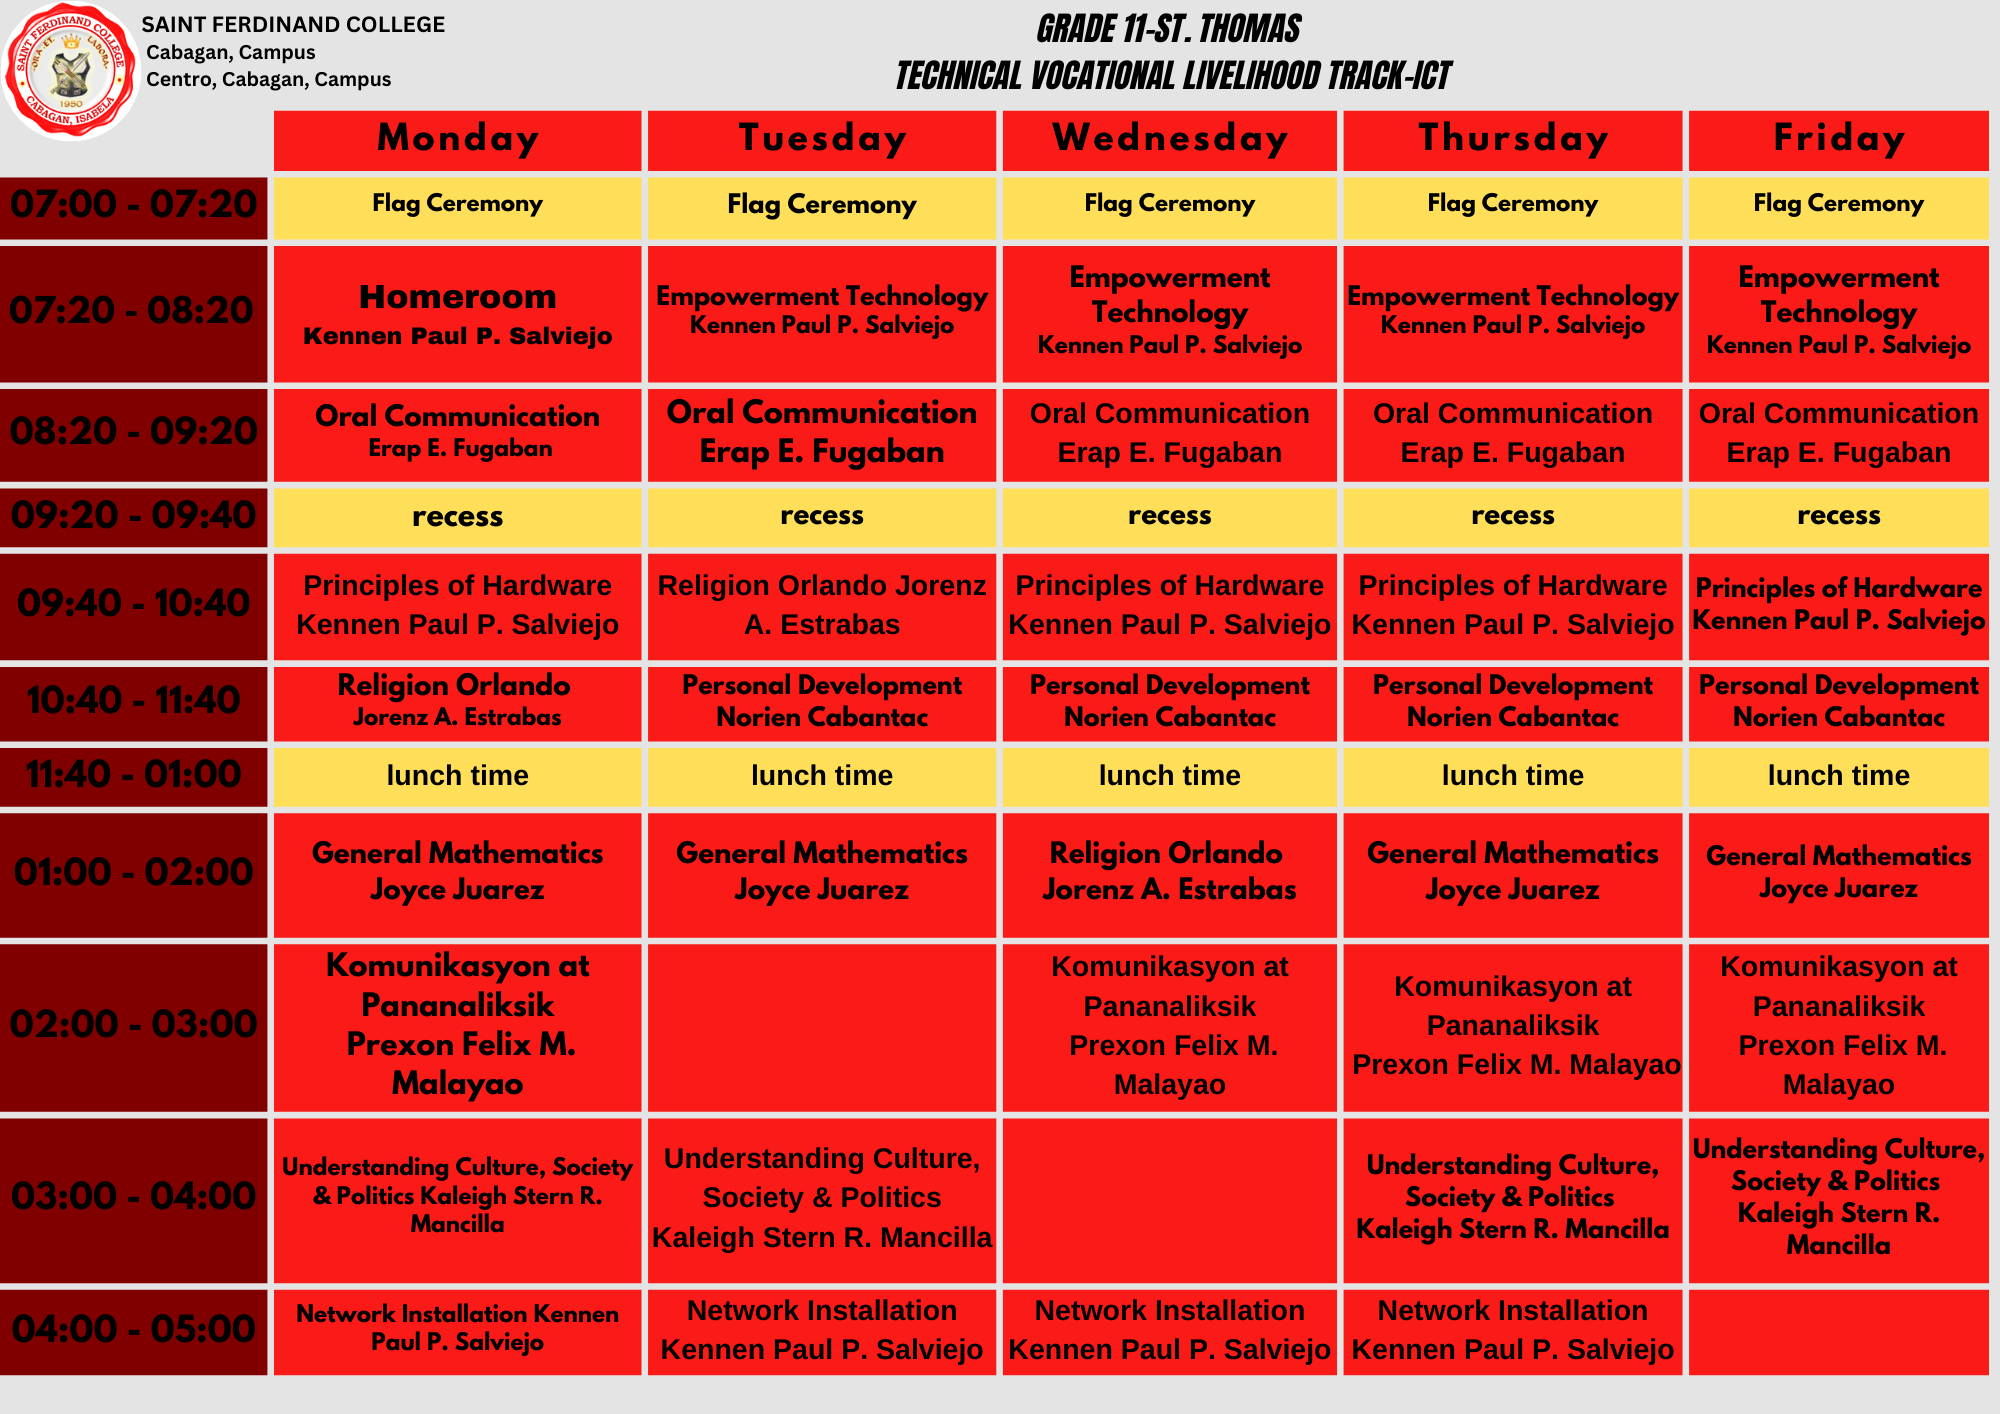 SAINT FERDINAND COLLEGE
Cabagan, Campus
Centro, Cabagan, Campus
SAINT FERDINAND COLLEGE
ORA ET LABORA
1950
CABAGAN, ISABELA
GRADE 11-ST. THOMAS
TECHNICAL VOCATIONAL LIVELIHOOD TRACK-ICT
Monday
Tuesday
Wednesday
Thursday
Friday
07:00 - 07:20
Flag Ceremony
Flag Ceremony
Flag Ceremony
Flag Ceremony
Flag Ceremony
07:20 - 08:20
Homeroom
Kennen Paul P. Salviejo
Empowerment Technology
Kennen Paul P. Salviejo
Empowerment
Technology
Kennen Paul P. Salviejo
Empowerment Technology
Kennen Paul P. Salviejo
Empowerment
Technology
Kennen Paul P. Salviejo
08:20 - 09:20
Oral Communication
Erap E. Fugaban
Oral Communication
Erap E. Fugaban
Oral Communication
Erap E. Fugaban
Oral Communication
Erap E. Fugaban
Oral Communication
Erap E. Fugaban
09:20 - 09:40
recess
recess
recess
recess
recess
09:40 - 10:40
Principles of Hardware
Kennen Paul P. Salviejo
Religion Orlando Jorenz
A. Estrabas
Principles of Hardware
Kennen Paul P. Salviejo
Principles of Hardware
Kennen Paul P. Salviejo
Principles of Hardware
Kennen Paul P. Salviejo
10:40 - 11:40
Religion Orlando
Jorenz A. Estrabas
Personal Development
Norien Cabantac
Personal Development
Norien Cabantac
Personal Development
Norien Cabantac
Personal Development
Norien Cabantac
11:40 - 01:00
lunch time
lunch time
lunch time
lunch time
lunch time
01:00 - 02:00
General Mathematics
Joyce Juarez
General Mathematics
Joyce Juarez
Religion Orlando
Jorenz A. Estrabas
General Mathematics
Joyce Juarez
General Mathematics
Joyce Juarez
02:00 - 03:00
Komunikasyon at
Pananaliksik
Prexon Felix M.
Malayao
Komunikasyon at
Pananaliksik
Prexon Felix M.
Malayao
Komunikasyon at
Pananaliksik
Prexon Felix M. Malayao
Komunikasyon at
Pananaliksik
Prexon Felix M.
Malayao
03:00 - 04:00
Understanding Culture, Society
& Politics Kaleigh Stern R.
Mancilla
Understanding Culture,
Society & Politics
Kaleigh Stern R. Mancilla
Understanding Culture,
Society & Politics
Kaleigh Stern R. Mancilla
Understanding Culture,
Society & Politics
Kaleigh Stern R.
Mancilla
04:00 - 05:00
Network Installation Kennen
Paul P. Salviejo
Network Installation
Kennen Paul P. Salviejo
Network Installation
Kennen Paul P. Salviejo
Network Installation
Kennen Paul P. Salviejo